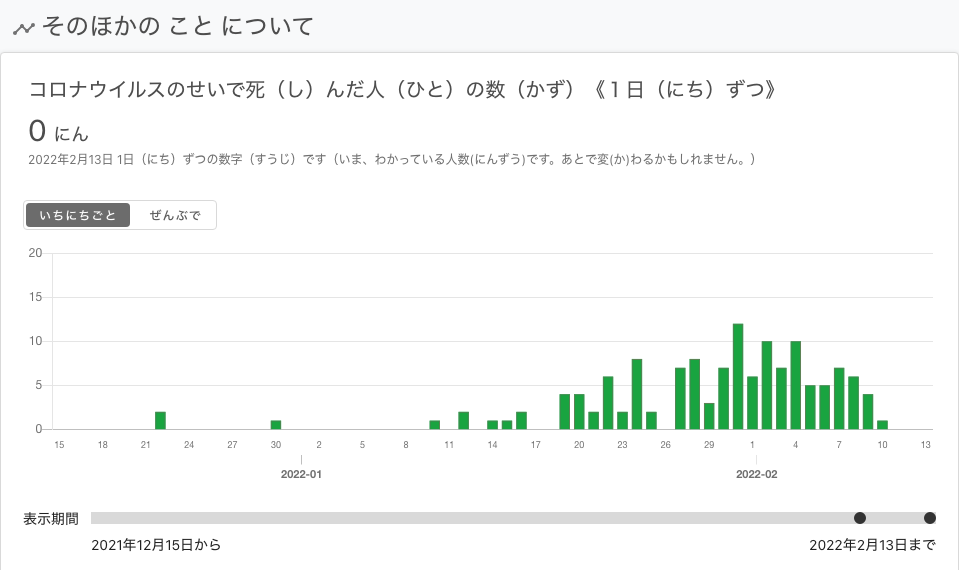 そのほかの こと について
コロナウイルスのせいで死（し）んだ人（ひと）の数（かず）《１日（にち）ずつ》
0 にん
2022年2月13日 1日（にち）ずつの数字（すうじ）です（いま、わかっている人数(にんずう)です。あとで変(か)わるかもしれません。）
いちにちごと ぜんぶで
20
15
10
5
0
15 18 21 24 27 30 2 5 8 11 14 17 20 23 26 29 1 4 7 10 13
2022-01 2022-02
表示期間
2021年12月15日から 2022年2月13日まで